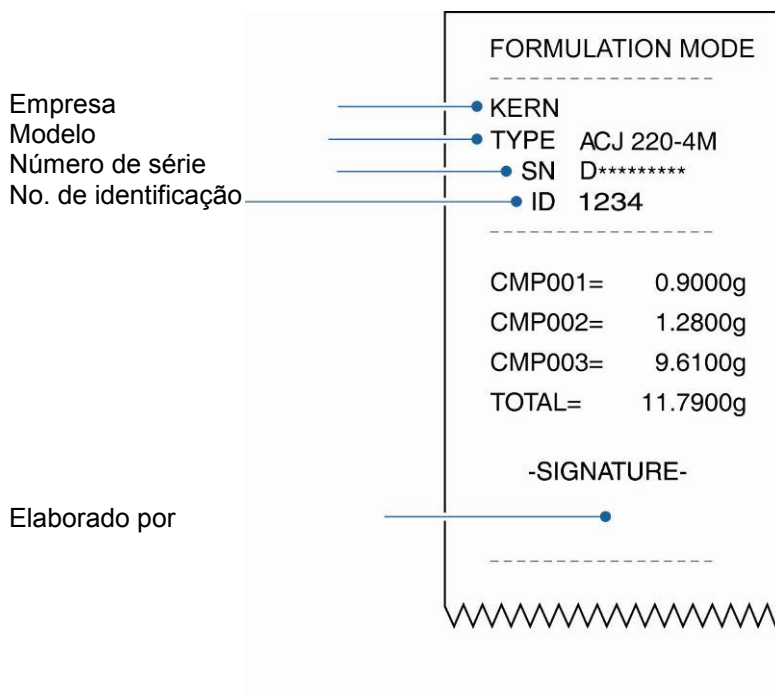 FORMULATION MODE
Empresa KERN
Modelo TYPE ACJ 220-4M
Número de série SN D*********
No. de identificação ID 1234
CMP001= 0.9000g
CMP002= 1.2800g
CMP003= 9.6100g
TOTAL= 11.7900g
-SIGNATURE-
Elaborado por